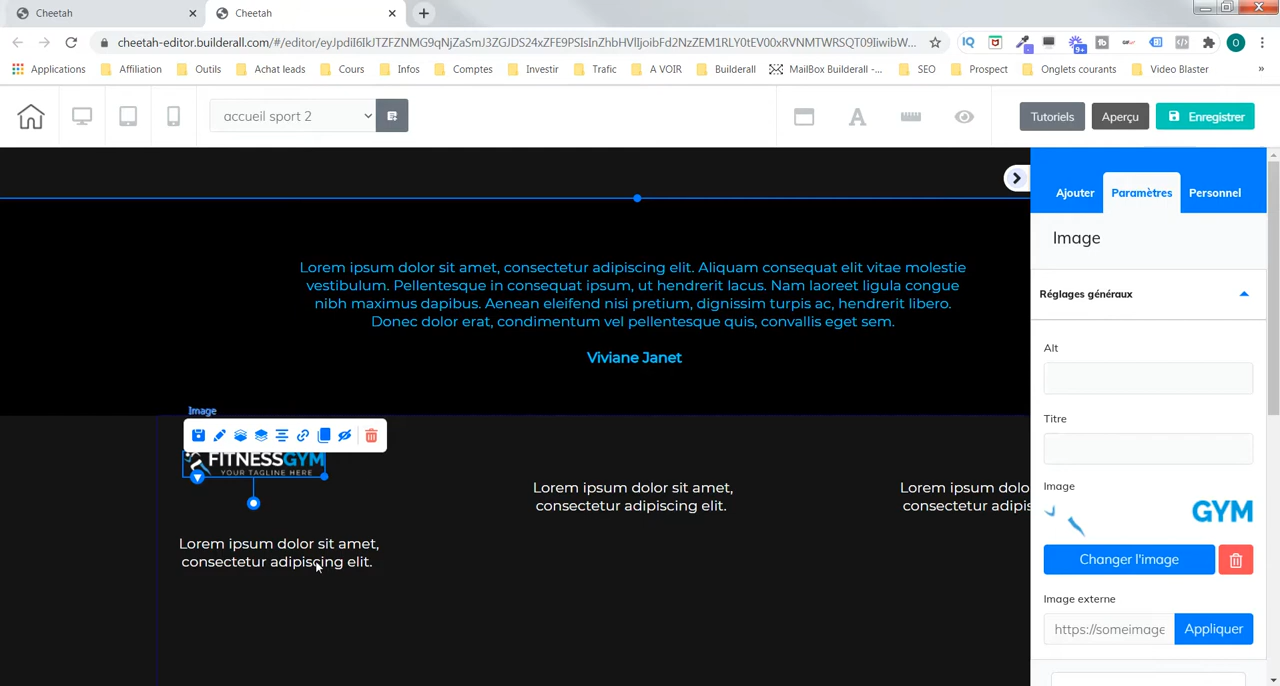 Cheetah
Cheetah
cheetah-editor.builderall.com/#/editor/eyJpdiI6IkJTZFZNMG9qNjZaSmJ3ZGJDS24xZFE9PSIsInZhbHVlIjoibFd2NzZEM1RLY0tEV00xRVNMTWRSQT09IiwibW...
IQ
9+
O
Applications
Affiliation
Outils
Achat leads
Cours
Infos
Comptes
Investir
Trafic
A VOIR
Builderall
MailBox Builderall -...
SEO
Prospect
Onglets courants
Video Blaster
»
accueil sport 2
Tutoriels
Aperçu
Enregistrer
Ajouter
Paramètres
Personnel
Image
Réglages généraux
Alt
Titre
Image
GYM
Changer l'image
Image externe
https://someimage
Appliquer
Lorem ipsum dolor sit amet, consectetur adipiscing elit. Aliquam consequat elit vitae molestie
vestibulum. Pellentesque in consequat ipsum, ut hendrerit lacus. Nam laoreet ligula congue
nibh maximus dapibus. Aenean eleifend nisi pretium, dignissim turpis ac, hendrerit libero.
Donec dolor erat, condimentum vel pellentesque quis, convallis eget sem.
Viviane Janet
Image
FITNESSGYM
YOUR TAGLINE HERE
Lorem ipsum dolor sit amet,
consectetur adipiscing elit.
Lorem ipsum dolor sit amet,
consectetur adipiscing elit.
Lorem ipsum dolo
consectetur adipis